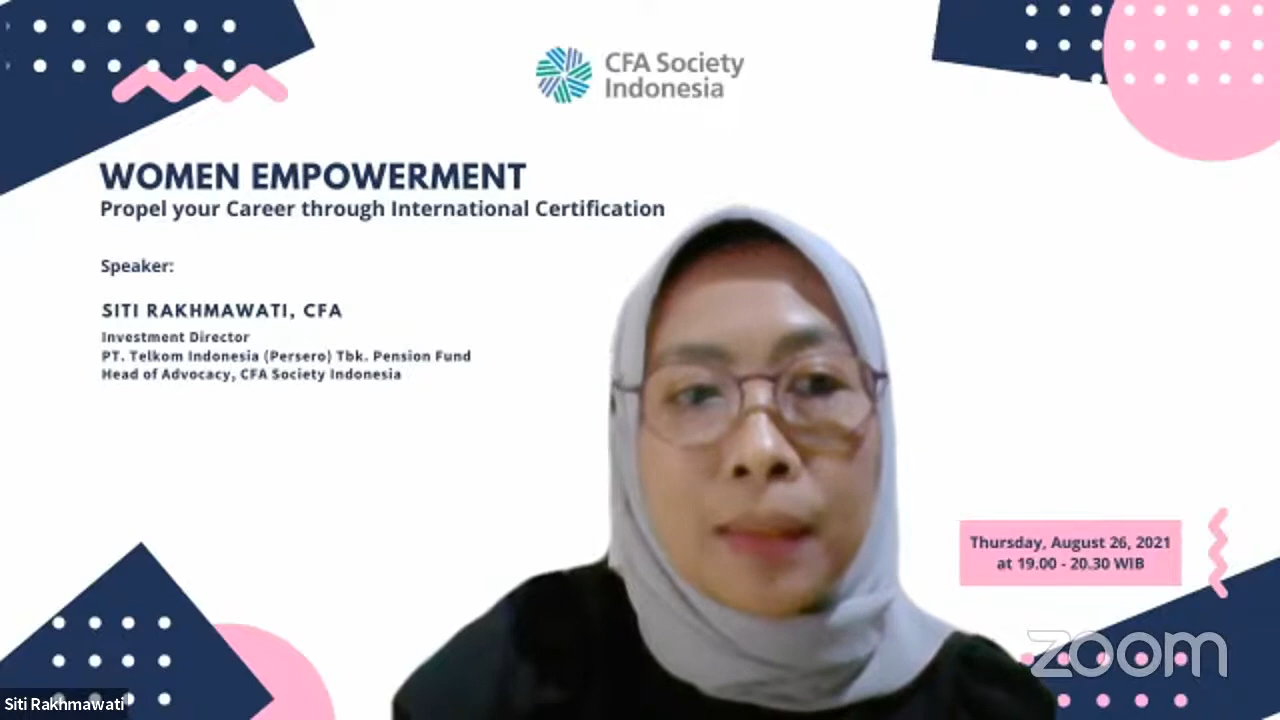 CFA Society
Indonesia
WOMEN EMPOWERMENT
Propel your Career through International Certification
Speaker:
SITI RAKHMAWATI, CFA
Investment Director
PT. Telkom Indonesia (Persero) Tbk. Pension Fund
Head of Advocacy, CFA Society Indonesia
Thursday, August 26, 2021
at 19.00 - 20.30 WIB
zoom
Siti Rakhmawati